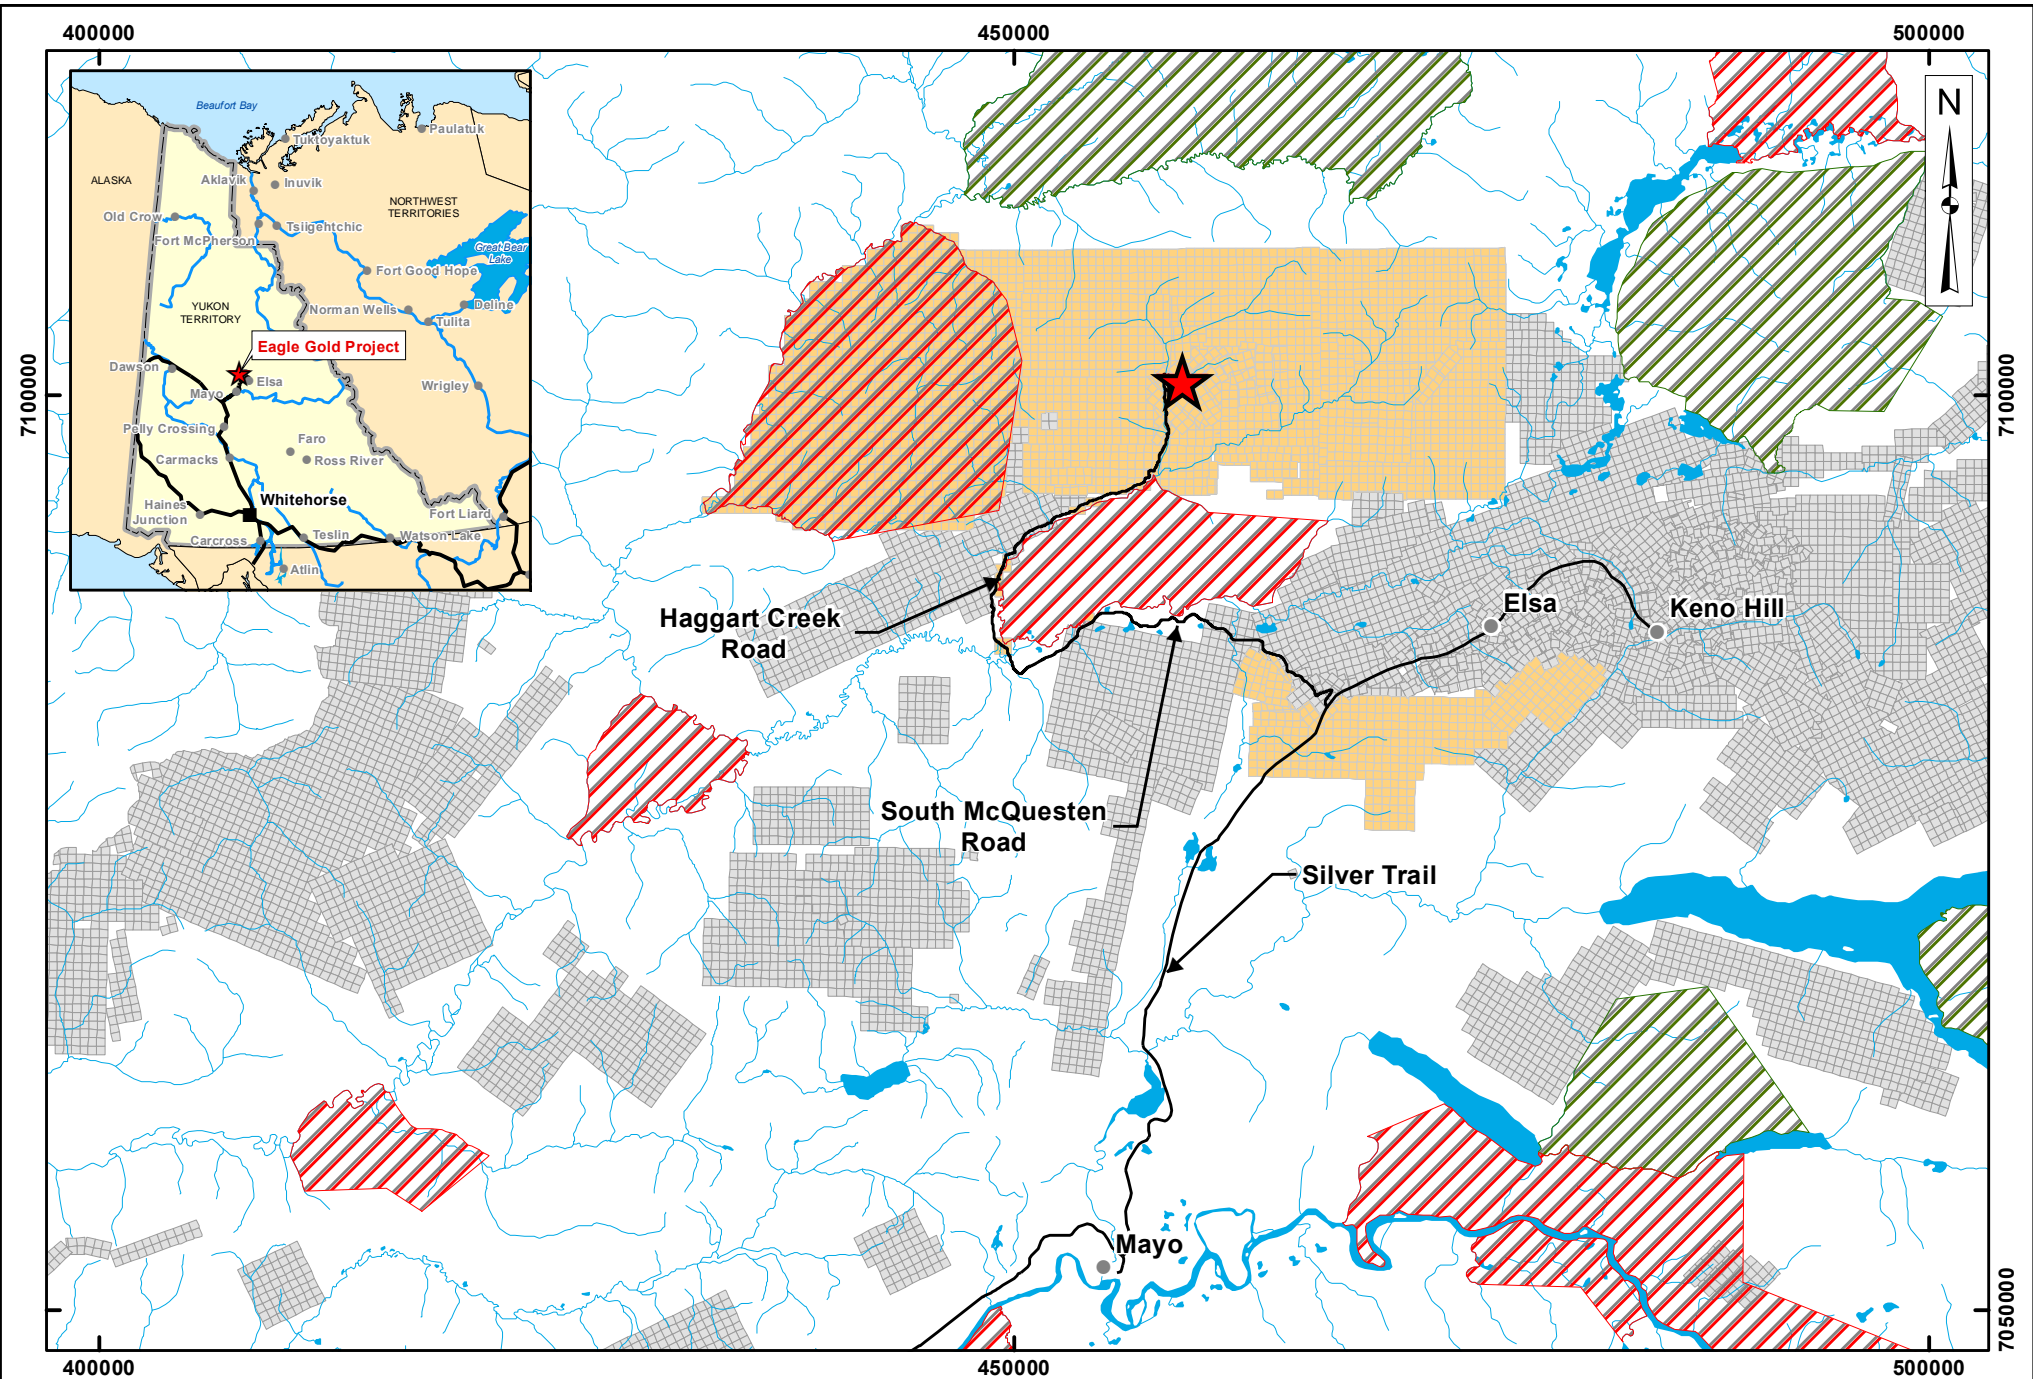 400000
450000
500000
N
Beaufort Bay
Tuktoyaktuk
Paulatuk
ALASKA
Aklavik
Inuvik
NORTHWEST
TERRITORIES
Old Crow
Tsiigehtchic
Fort McPherson
Great Bear
Lake
Fort Good Hope
YUKON
TERRITORY
Norman Wells
Deline
Tulita
Eagle Gold Project
Dawson
Elsa
Mayo
Wrigley
Pelly Crossing
Faro
Carmacks
Ross River
Whitehorse
Haines
Junction
Fort Liard
Carcross
Teslin
Watson Lake
Atlin
7100000
7100000
Haggart Creek
Road
Elsa
Keno Hill
South McQuesten
Road
Silver Trail
Mayo
7050000
400000
450000
500000